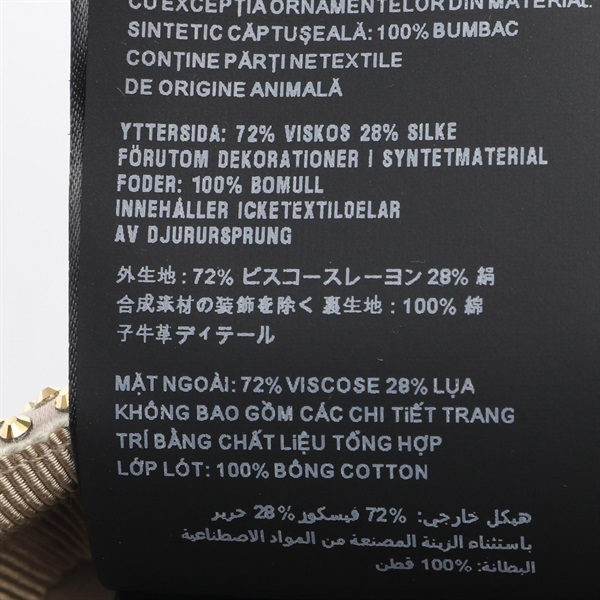 CU EXCEPȚIA ORNAMENTELOR DIN MATERIAL
SINTETIC CĂPTUȘEALĂ: 100% BUMBAC
CONȚINE PĂRȚI NETEXTILE
DE ORIGINE ANIMALĂ
YTTERSIDA: 72% VISKOS 28% SILKE
FÖRUTOM DEKORATIONER I SYNTETMATERIAL
FODER: 100% BOMULL
INNEHÅLLER ICKETEXTILDELAR
AV DJURURSPRUNG
外生地 : 72% ビスコースレーヨン 28% 絹
合成素材の装飾を除く 裏生地 : 100% 綿
子牛革ディテール
MẶT NGOÀI: 72% VISCOSE 28% LỤA
KHÔNG BAO GỒM CÁC CHI TIẾT TRANG
TRÍ BẰNG CHẤT LIỆU TỔNG HỢP
LỚP LÓT: 100% BÔNG COTTON
هيكل خارجي: 72% فيسكوز 28% حرير
باستثناء الزينة المصنعة من المواد الاصطناعية
البطانة: 100% قطن